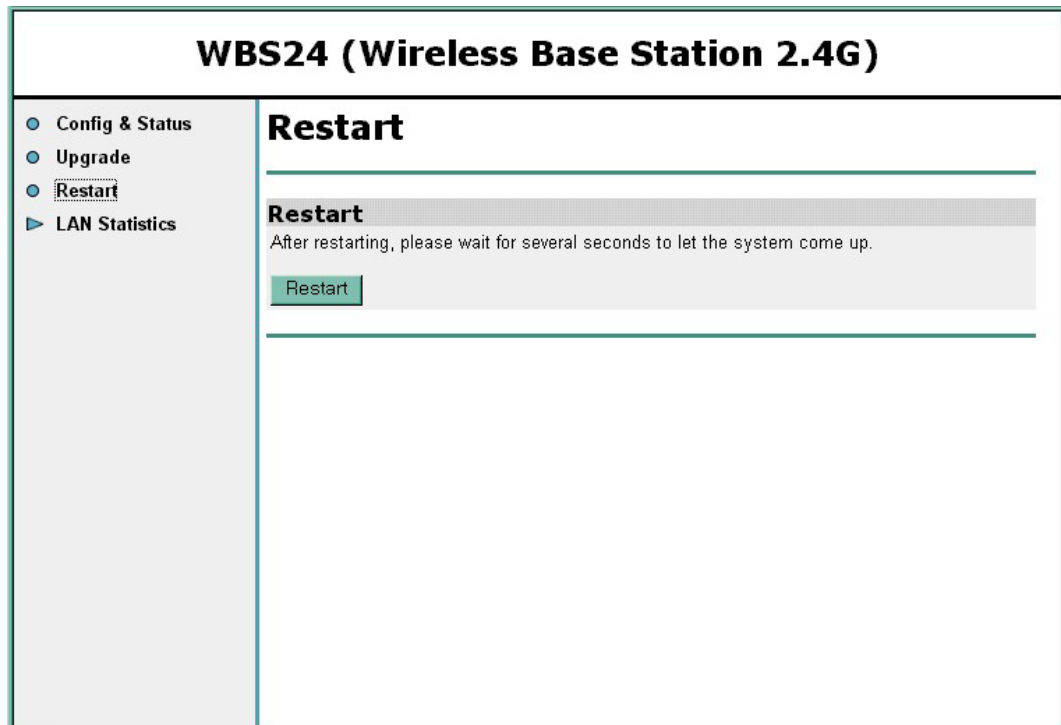 WBS24 (Wireless Base Station 2.4G)
Config & Status
Upgrade
Restart
LAN Statistics
Restart
Restart
After restarting, please wait for several seconds to let the system come up.
Restart